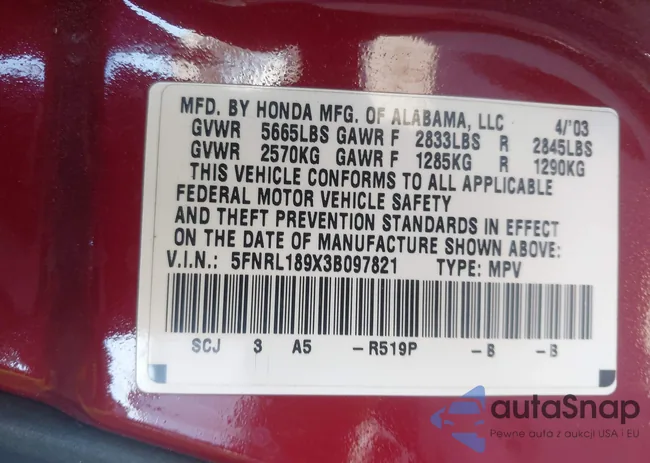 MFD. BY HONDA MFG. OF ALABAMA, LLC 4/'03
GVWR 5665LBS GAWR F 2833LBS R 2845LBS
GVWR 2570KG GAWR F 1285KG R 1290KG
THIS VEHICLE CONFORMS TO ALL APPLICABLE
FEDERAL MOTOR VEHICLE SAFETY
AND THEFT PREVENTION STANDARDS IN EFFECT
ON THE DATE OF MANUFACTURE SHOWN ABOVE:
V.I.N.: 5FNRL189X3B097821 TYPE: MPV
SCJ 3 A5 -R519P -B -B
autaSnap
Pewne auta z aukcji USA i EU